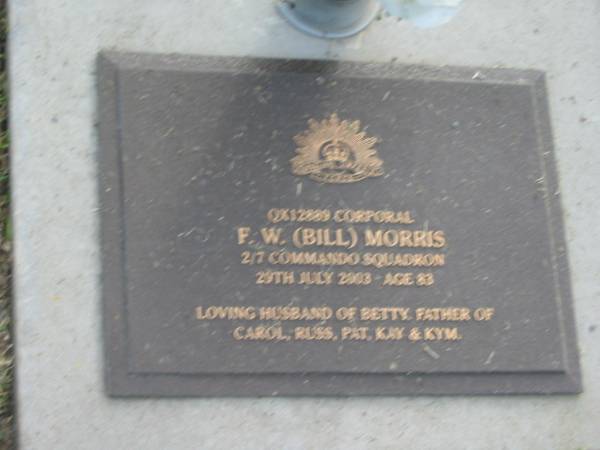 QX12889 CORPORAL
F. W. (BILL) MORRIS
2/7 COMMANDO SQUADRON
29TH JULY 2003 AGE 83
LOVING HUSBAND OF BETTY. FATHER OF
CAROL, RUSS, PAT, KAY & KYM.